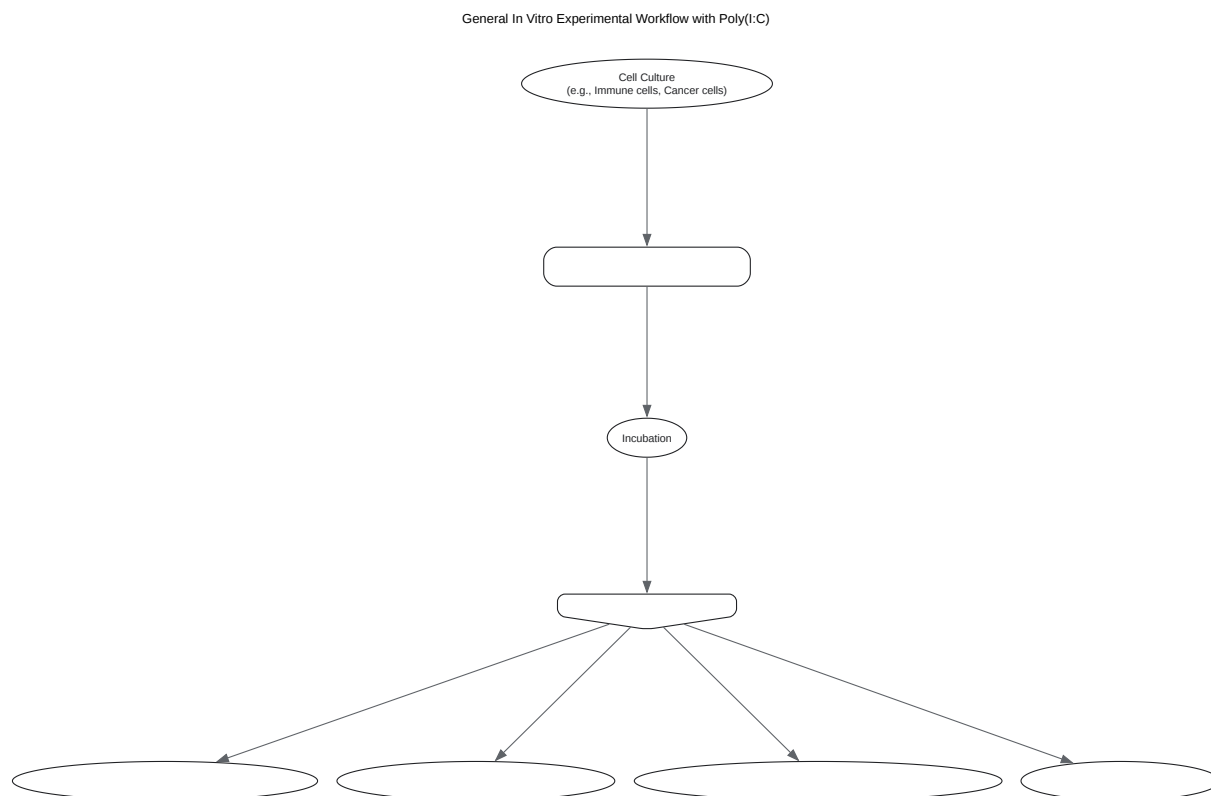 General In Vitro Experimental Workflow with Poly(I:C)
Cell Culture
(e.g., Immune cells, Cancer cells)
Incubation